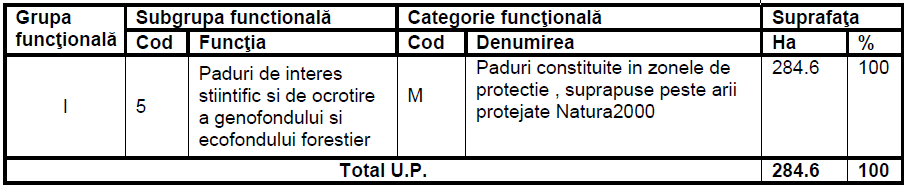 Grupa funcţională
Subgrupa functională
Categorie funcţională
Suprafaţa
Cod
Funcţia
Cod
Denumirea
Ha
%
I
5
Paduri de interes
stiintific si de ocrotire
a genofondului si
ecofondului forestier
M
Paduri constituite in zonele de
protectie , suprapuse peste arii
protejate Natura2000
284.6
100
Total U.P.
284.6
100